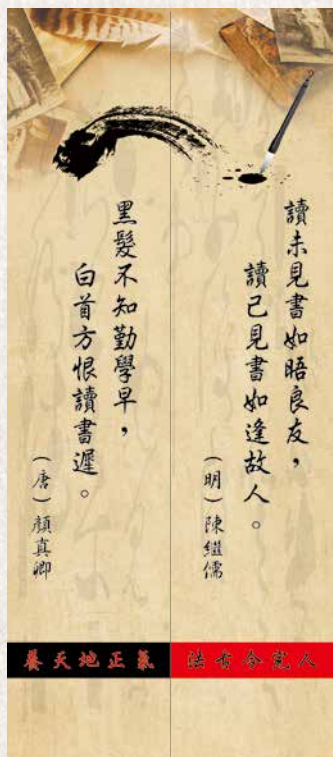 讀未見書如晤良友，
讀已見書如逢故人。
（明）陳繼儒
黑髮不知勤學早，
白首方恨讀書遲。
（唐）顏真卿
養天地正氣
法古今完人